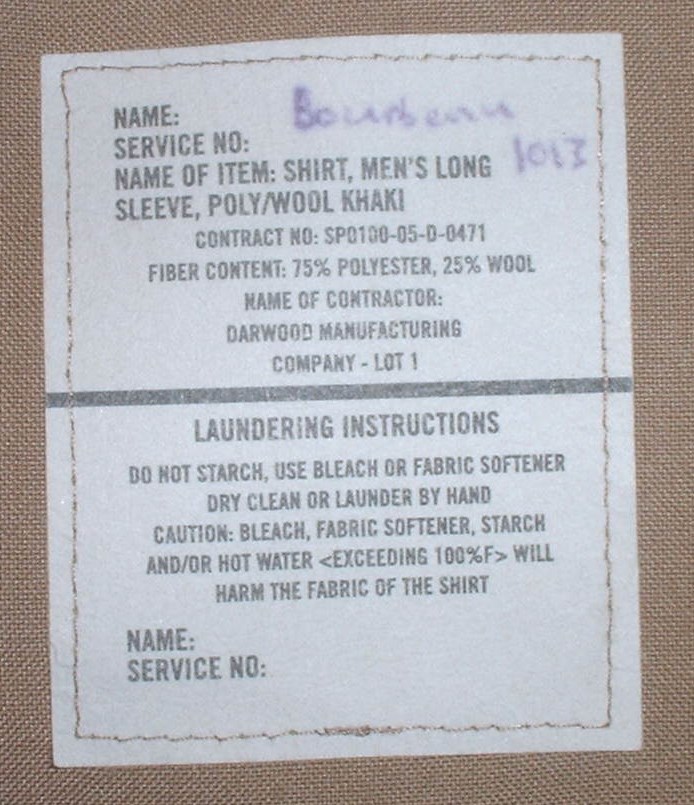 NAME:
SERVICE NO: 1013
NAME OF ITEM: SHIRT, MEN'S LONG
SLEEVE, POLY/WOOL KHAKI
CONTRACT NO: SP0100-05-D-0471
FIBER CONTENT: 75% POLYESTER, 25% WOOL
NAME OF CONTRACTOR:
DARWOOD MANUFACTURING
COMPANY - LOT 1
LAUNDERING INSTRUCTIONS
DO NOT STARCH, USE BLEACH OR FABRIC SOFTENER
DRY CLEAN OR LAUNDER BY HAND
CAUTION: BLEACH, FABRIC SOFTENER, STARCH
AND/OR HOT WATER <EXCEEDING 100%F> WILL
HARM THE FABRIC OF THE SHIRT
NAME:
SERVICE NO: